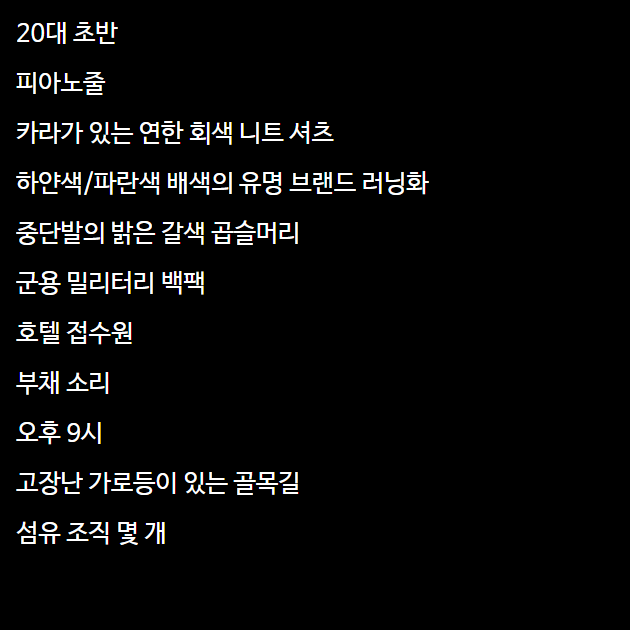 20대 초반
피아노줄
카라가 있는 연한 회색 니트 셔츠
하얀색/파란색 배색의 유명 브랜드 러닝화
중단발의 밝은 갈색 곱슬머리
군용 밀리터리 백팩
호텔 접수원
부채 소리
오후 9시
고장난 가로등이 있는 골목길
섬유 조직 몇 개